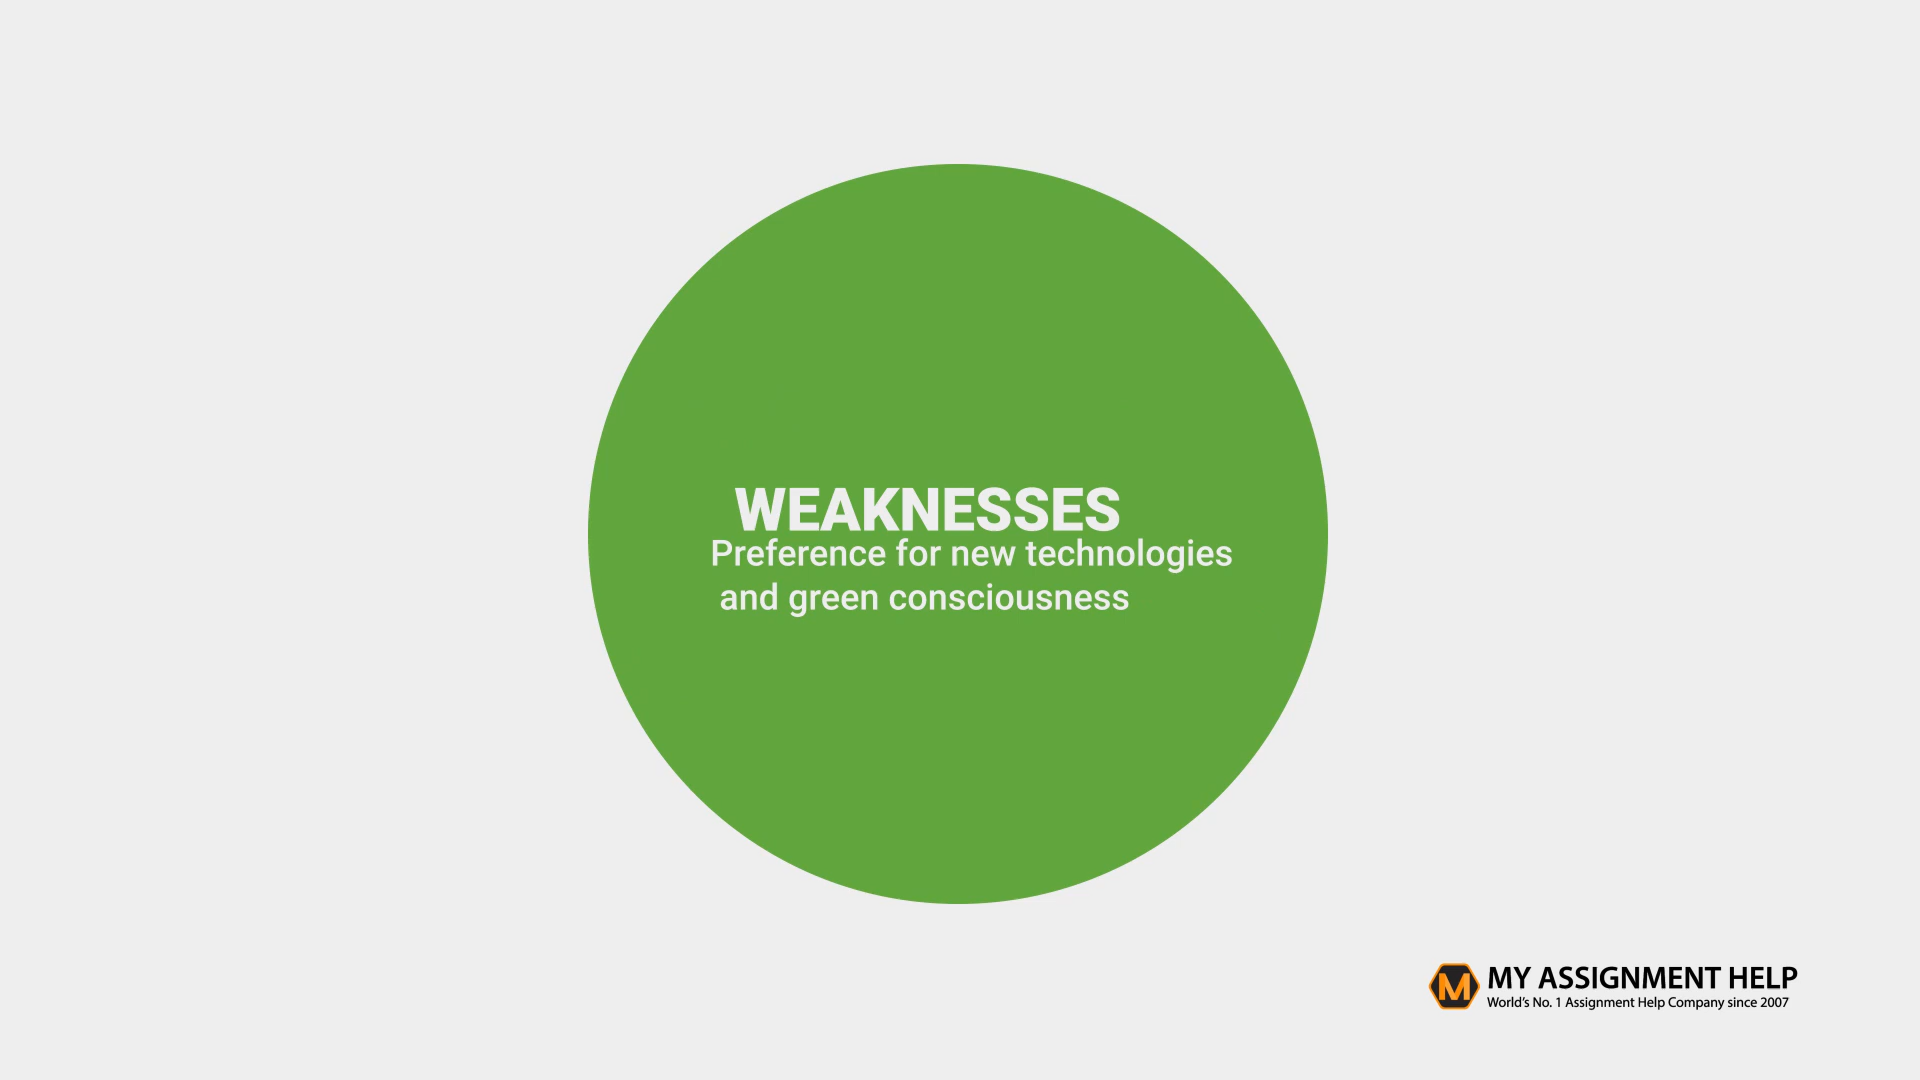 WEAKNESSES
Preference for new technologies
and green consciousness
M MY ASSIGNMENT HELP
World's No. 1 Assignment Help Company since 2007